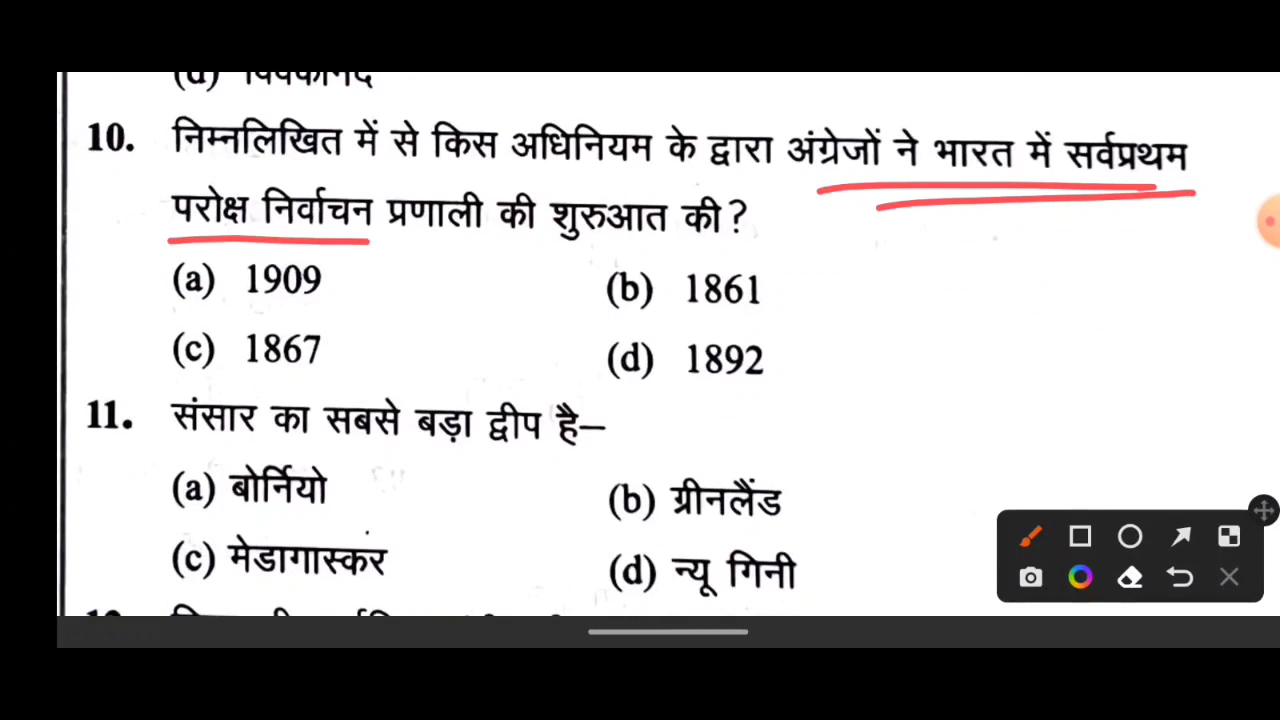 10. निम्नलिखित में से किस अधिनियम के द्वारा अंग्रेजों ने भारत में सर्वप्रथम
परोक्ष निर्वाचन प्रणाली की शुरुआत की?
(a) 1909 (b) 1861
(c) 1867 (d) 1892
11. संसार का सबसे बड़ा द्वीप है–
(a) बोर्नियो (b) ग्रीनलैंड
(c) मेडागास्कर (d) न्यू गिनी